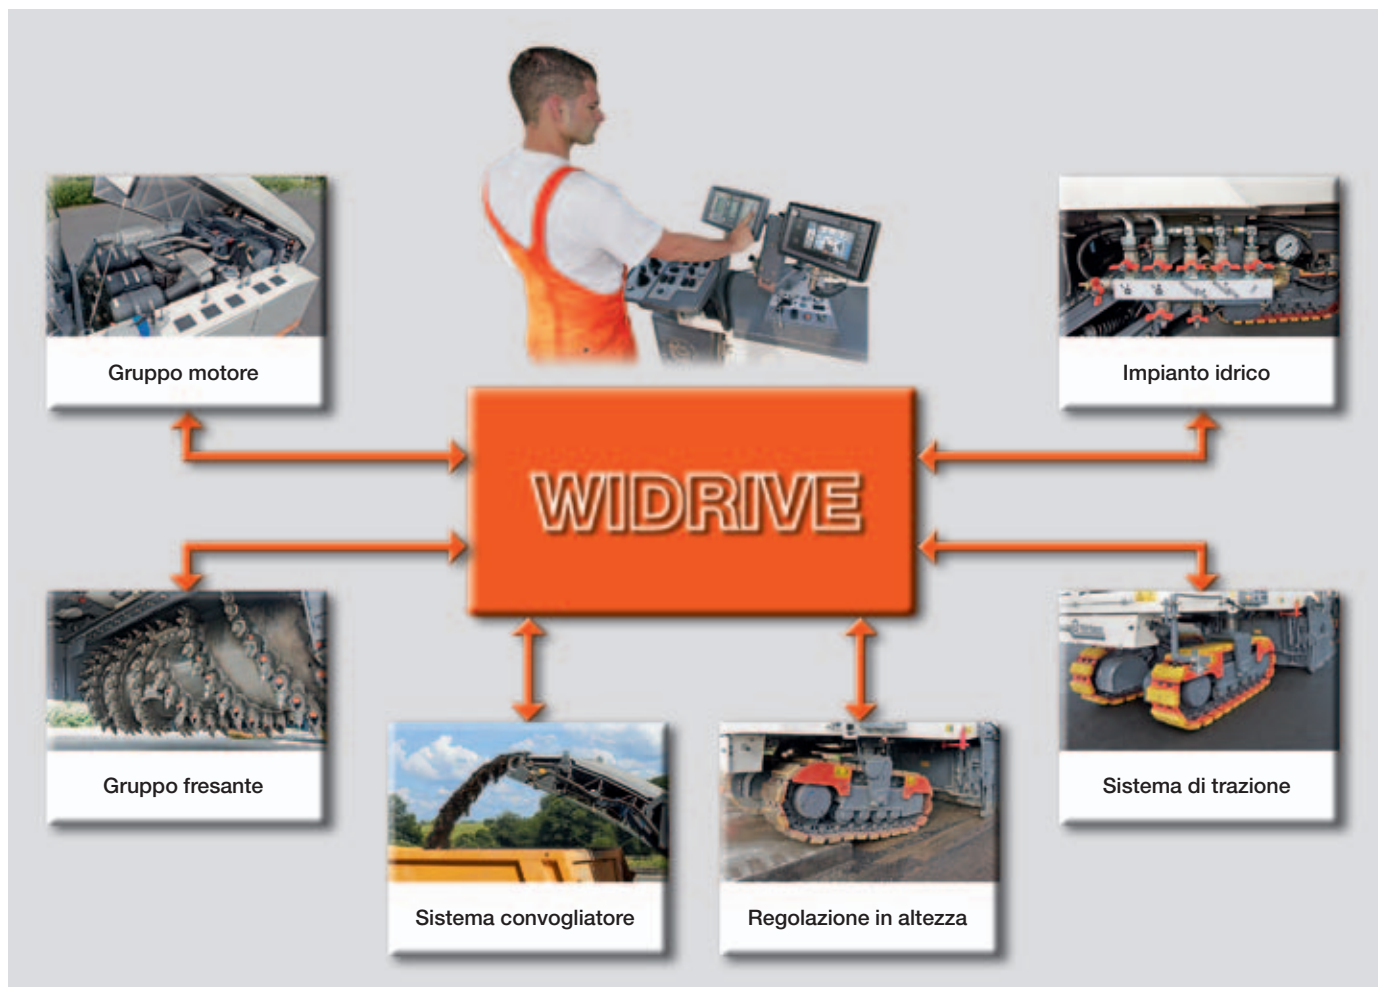 Gruppo motore
Impianto idrico
WIDRIVE
Gruppo fresante
Sistema di trazione
Sistema convogliatore
Regolazione in altezza